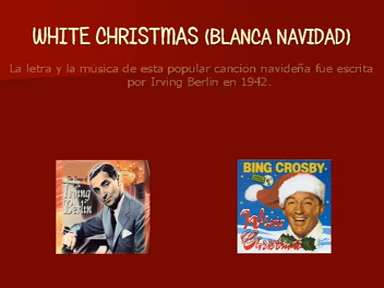 WHITE CHRISTMAS (BLANCA NAVIDAD)
La letra y la música de esta popular canción navideña fue escrita
por Irving Berlin en 1942.
Irving
Berlin
BING CROSBY
White
Christmas